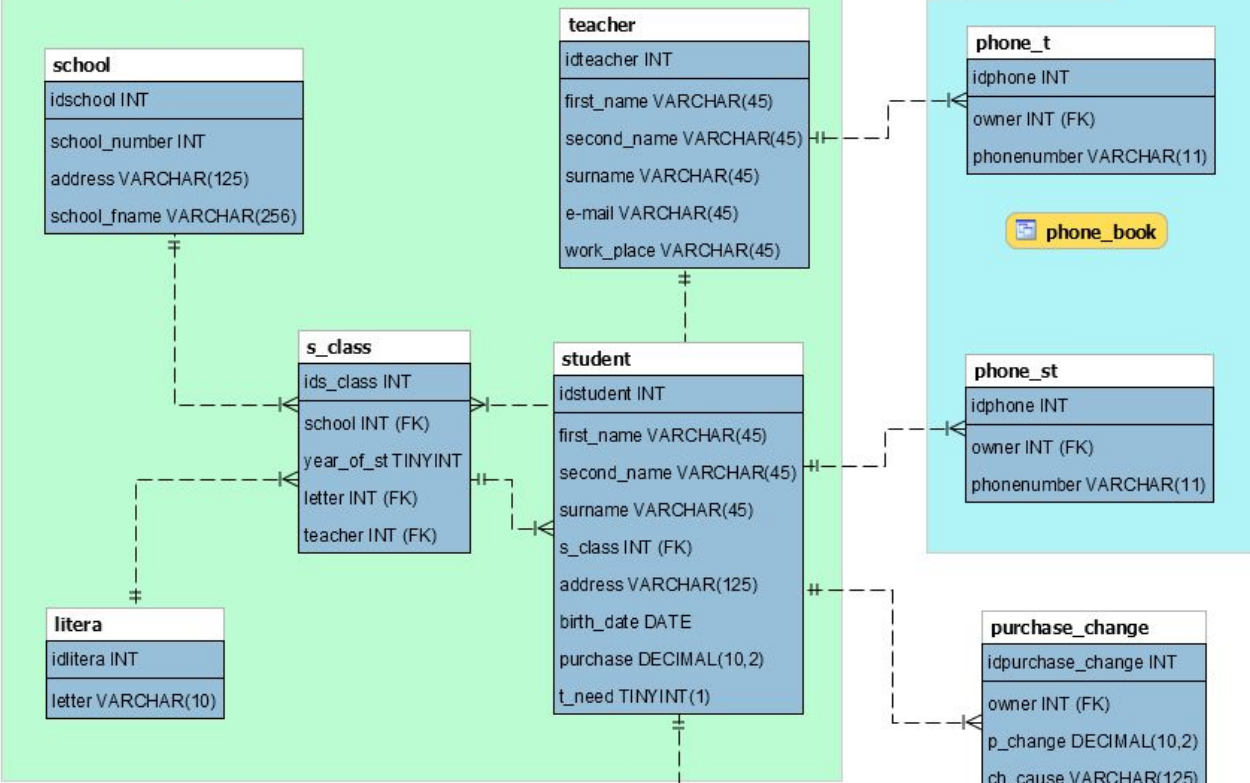 school
idschool INT
school_number INT
address VARCHAR(125)
school_fname VARCHAR(256)
teacher
idteacher INT
first_name VARCHAR(45)
second_name VARCHAR(45)
surname VARCHAR(45)
e-mail VARCHAR(45)
work_place VARCHAR(45)
phone_t
idphone INT
owner INT (FK)
phonenumber VARCHAR(11)
phone_book
s_class
ids_class INT
school INT (FK)
year_of_st TINYINT
letter INT (FK)
teacher INT (FK)
student
idstudent INT
first_name VARCHAR(45)
second_name VARCHAR(45)
surname VARCHAR(45)
s_class INT (FK)
address VARCHAR(125)
birth_date DATE
purchase DECIMAL(10,2)
t_need TINYINT(1)
phone_st
idphone INT
owner INT (FK)
phonenumber VARCHAR(11)
litera
idlitera INT
letter VARCHAR(10)
purchase_change
idpurchase_change INT
owner INT (FK)
p_change DECIMAL(10,2)
ch_cause VARCHAR(125)